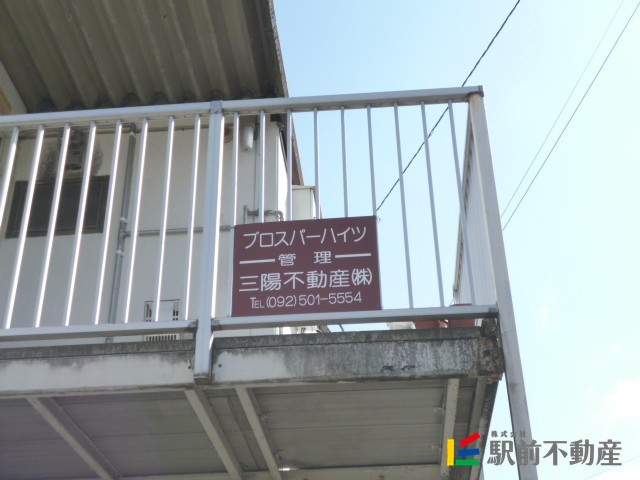 プロスパーハイツ
管理
三陽不動産㈱
TEL(092)501-5554
株式会社
駅前不動産